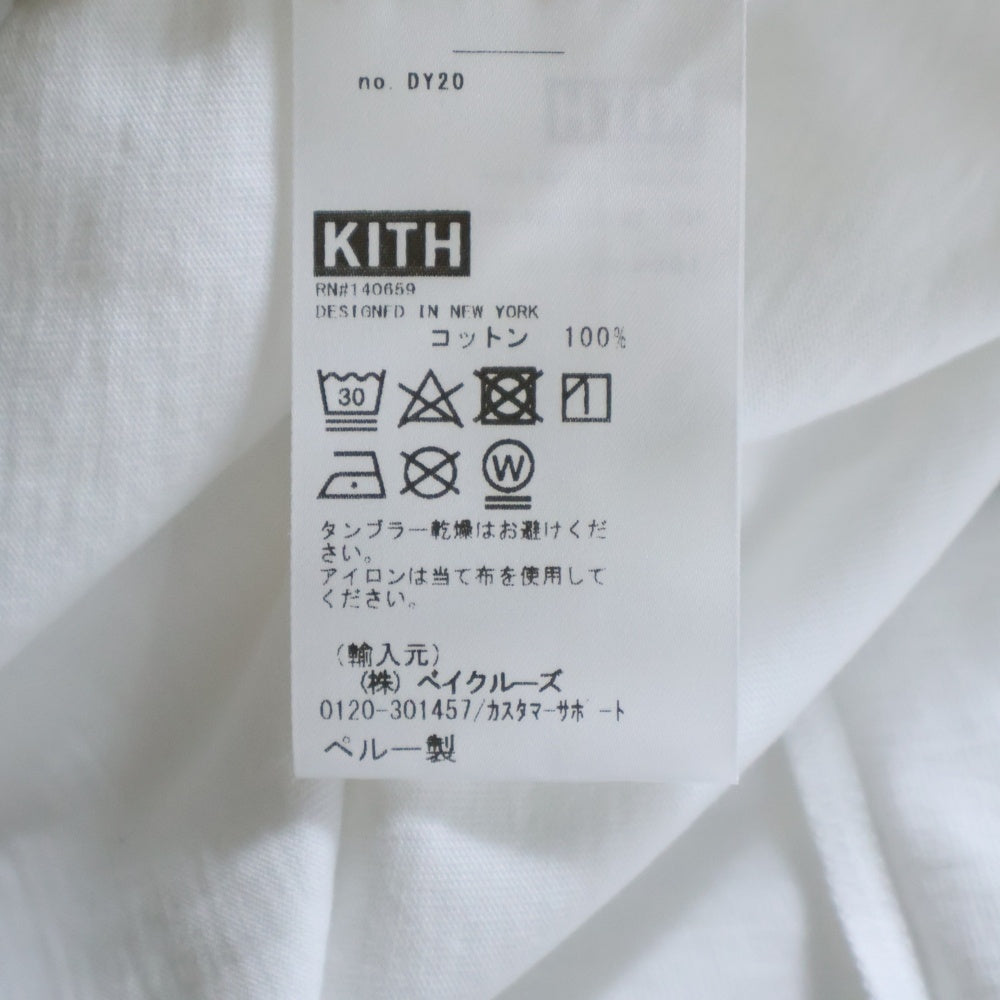 no. DY20
KITH
RN#140659
DESIGNED IN NEW YORK
コットン 100%
30
W
タンブラー乾燥はお避けくだ
さい。
アイロンは当て布を使用して
ください。
(輸入元)
(株) ベイクルーズ
0120-301457/カスタマーサポート
ペルー製